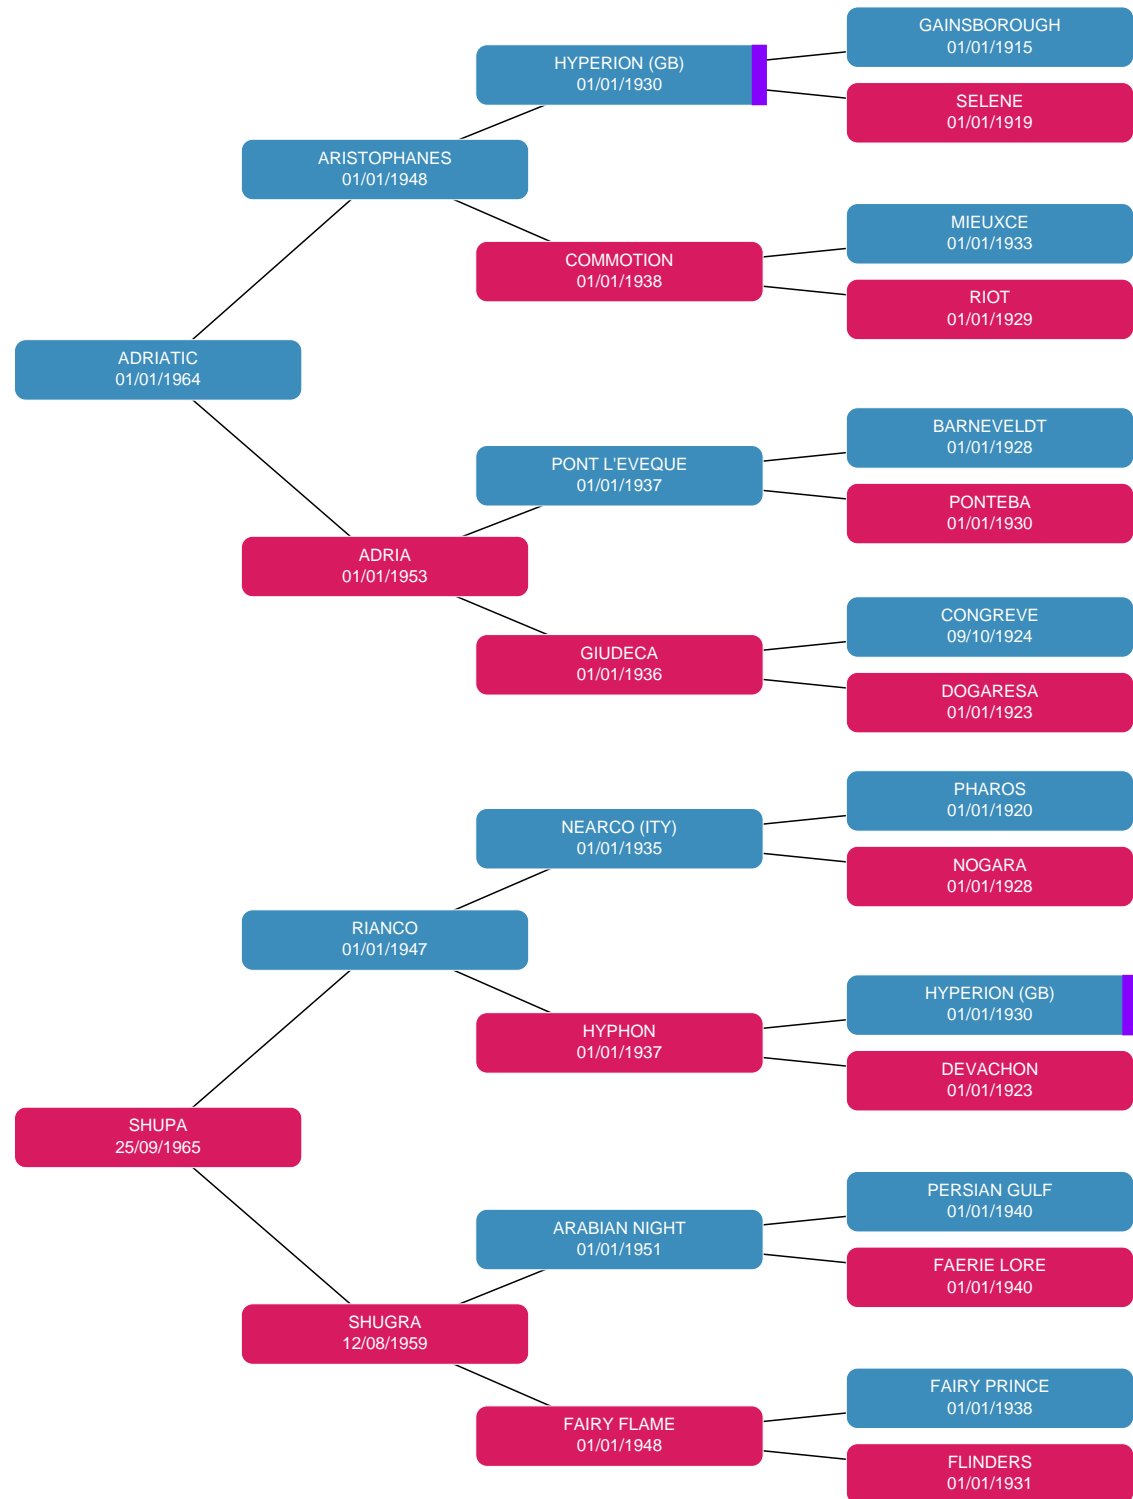 GAINSBOROUGH
01/01/1915
HYPERION (GB)
01/01/1930
SELENE
01/01/1919
ARISTOPHANES
01/01/1948
MIEUXCE
01/01/1933
COMMOTION
01/01/1938
RIOT
01/01/1929
ADRIATIC
01/01/1964
BARNEVELDT
01/01/1928
PONT L'EVEQUE
01/01/1937
PONTEBA
01/01/1930
ADRIA
01/01/1953
CONGREVE
09/10/1924
GIUDECA
01/01/1936
DOGARESA
01/01/1923
PHAROS
01/01/1920
NEARCO (ITY)
01/01/1935
NOGARA
01/01/1928
RIANCO
01/01/1947
HYPERION (GB)
01/01/1930
HYPHON
01/01/1937
DEVACHON
01/01/1923
SHUPA
25/09/1965
PERSIAN GULF
01/01/1940
ARABIAN NIGHT
01/01/1951
FAERIE LORE
01/01/1940
SHUGRA
12/08/1959
FAIRY PRINCE
01/01/1938
FAIRY FLAME
01/01/1948
FLINDERS
01/01/1931